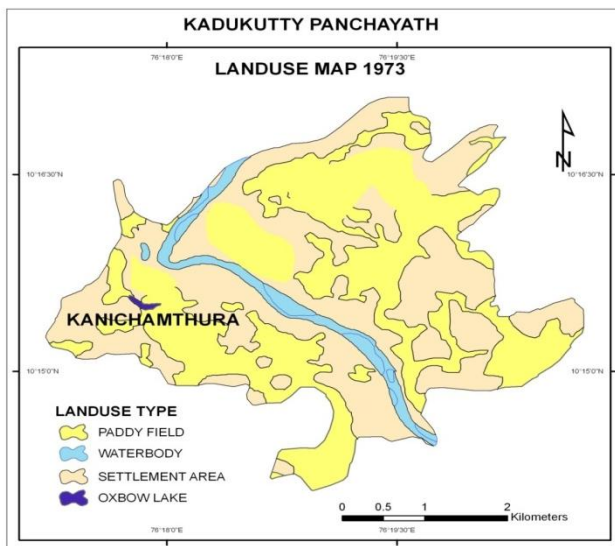 KADUKUTTY PANCHAYATH
76°18'0"E 76°19'30"E
LANDUSE MAP 1973
N
10°16'30"N 10°16'30"N
KANICHAMTHURA
10°15'0"N 10°15'0"N
LANDUSE TYPE
PADDY FIELD
WATERBODY
SETTLEMENT AREA
OXBOW LAKE
0 0.5 1 2
Kilometers
76°18'0"E 76°19'30"E